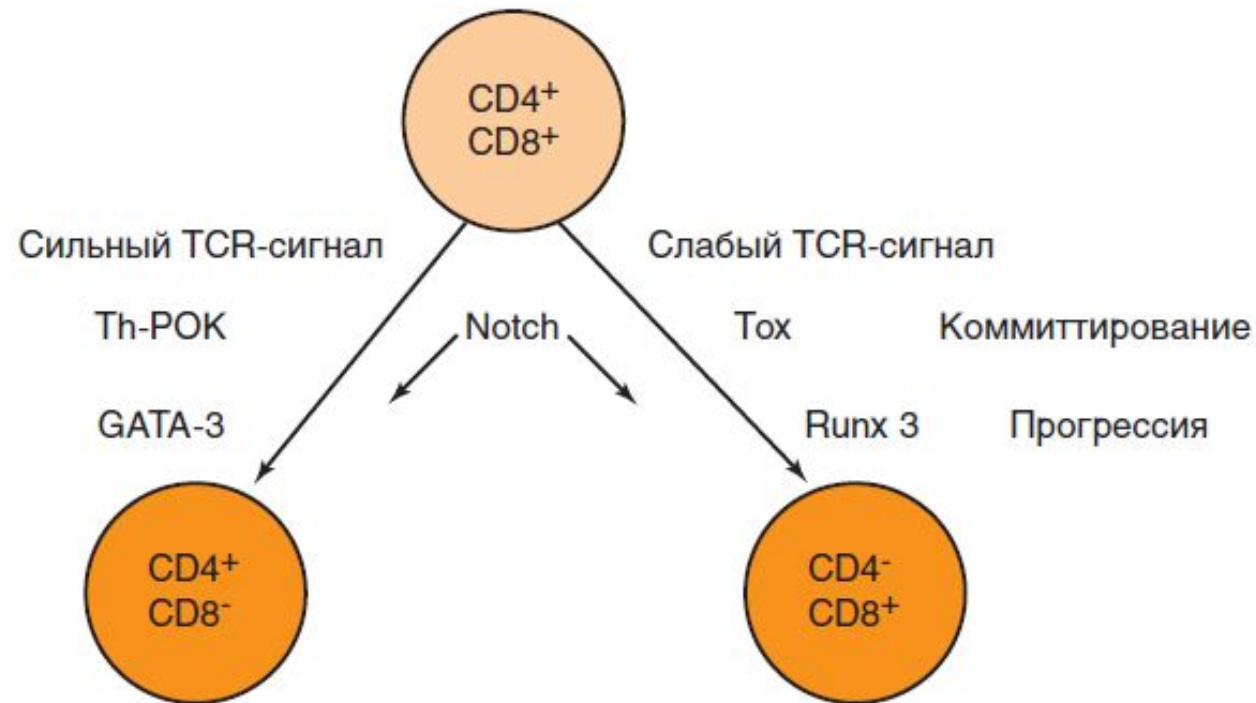 CD4+
CD8+
Сильный TCR-сигнал
Слабый TCR-сигнал
Th-POK
Notch
Tox
Коммиттирование
GATA-3
Runx 3
Прогрессия
CD4+
CD8-
CD4-
CD8+